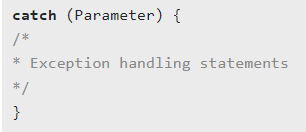 catch (Parameter) {
/*
* Exception handling statements
*/
}